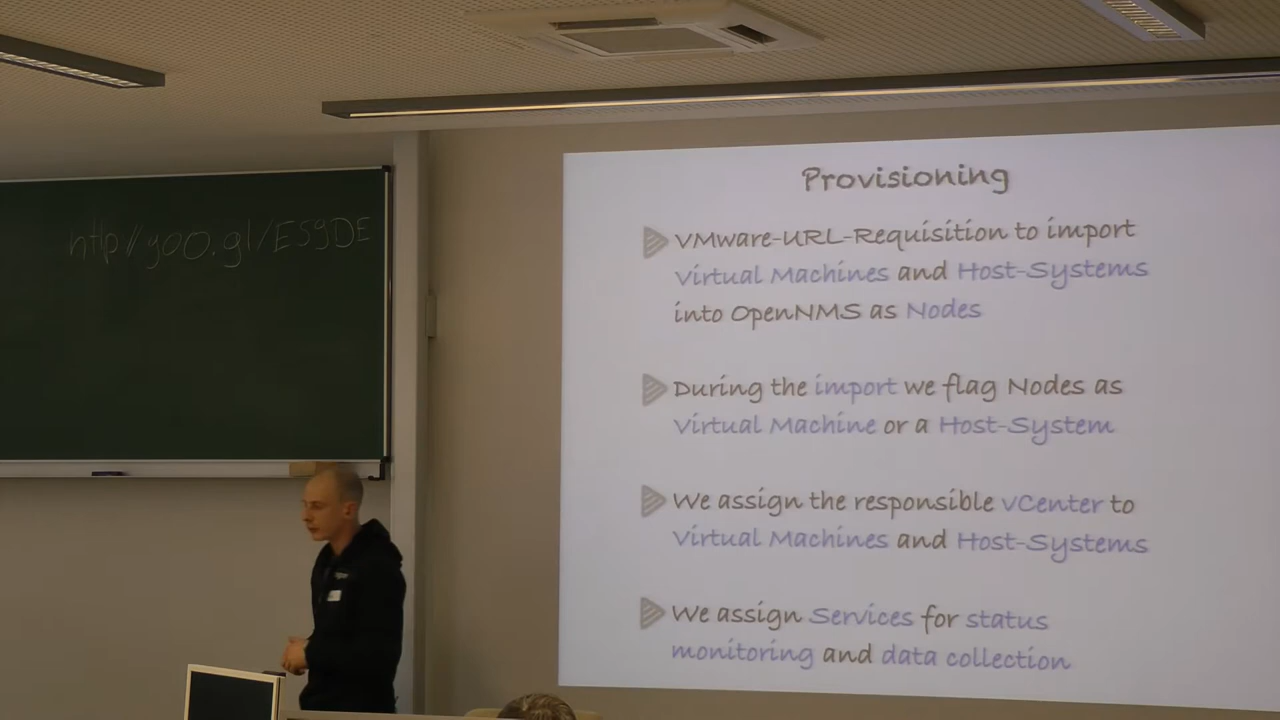 http//goo.gl/ES9DE
Provisioning
VMware-URL-Requisition to import
Virtual Machines and Host-Systems
into OpenNMS as Nodes
During the import we flag Nodes as
Virtual Machine or a Host-System
We assign the responsible vCenter to
Virtual Machines and Host-Systems
We assign Services for status
monitoring and data collection